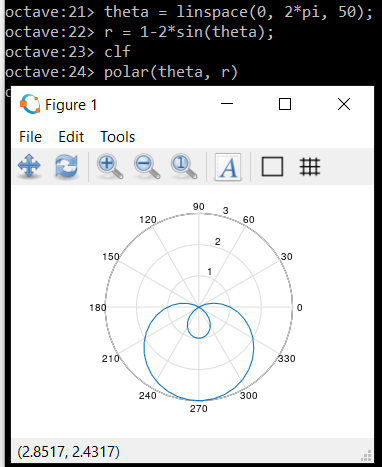 octave:21> theta = linspace(0, 2*pi, 50);
octave:22> r = 1-2*sin(theta);
octave:23> clf
octave:24> polar(theta, r)
Figure 1
File Edit Tools
A
90
120 3 60
2
150 1 30
180 0
210 330
240 300
270
(2.8517, 2.4317)